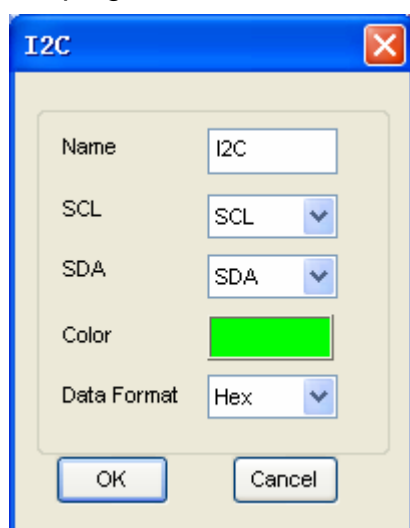 I2C
Name I2C
SCL SCL
SDA SDA
Color
Data Format Hex
OK Cancel